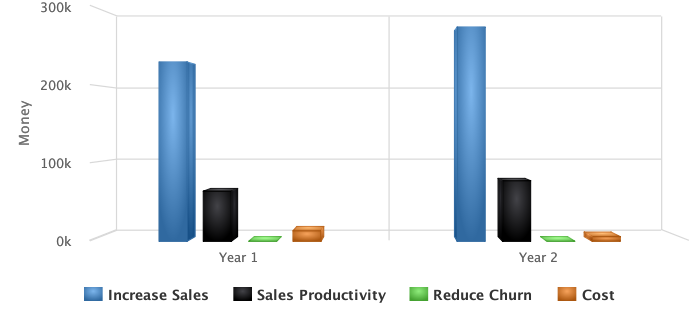 300k
200k
100k
0k
Money
Year 1
Year 2
Increase Sales
Sales Productivity
Reduce Churn
Cost